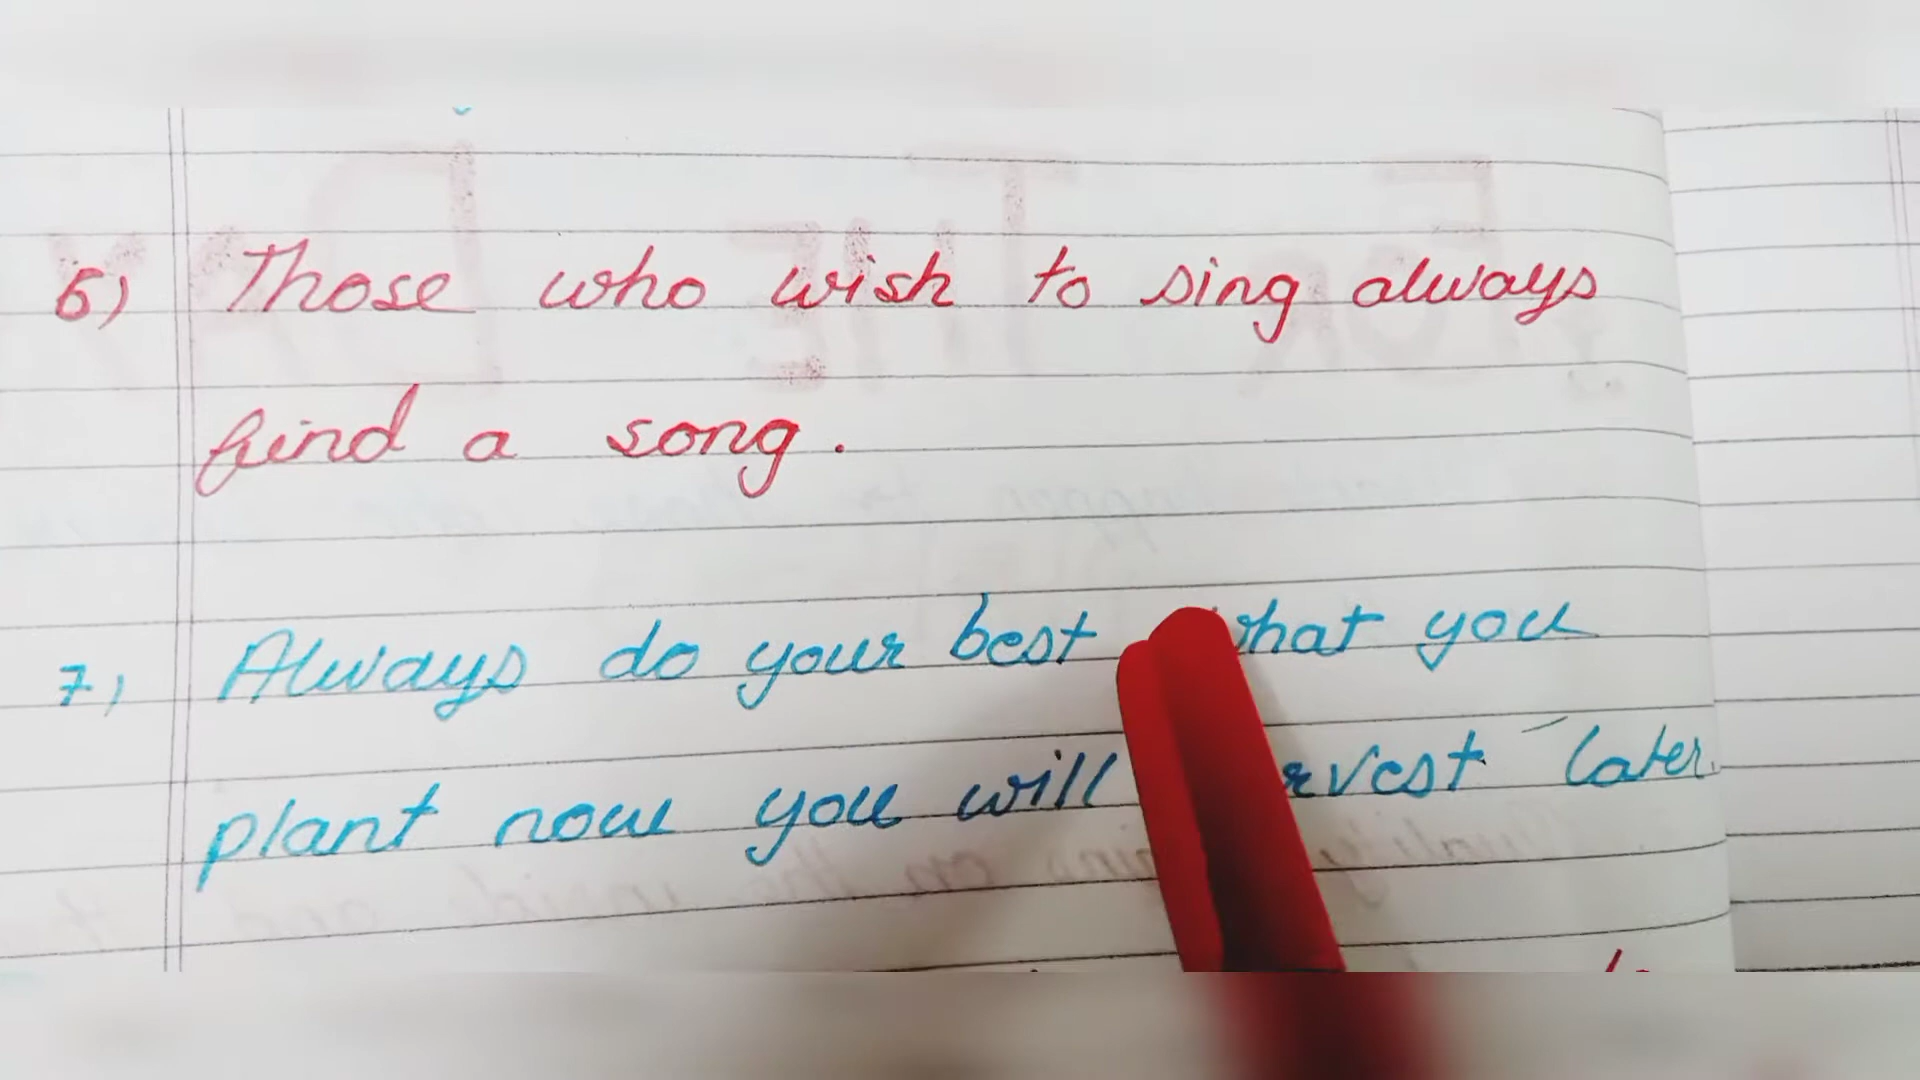 6) Those who wish to sing always
find a song.
7) Always do your best what you
plant now you will later.